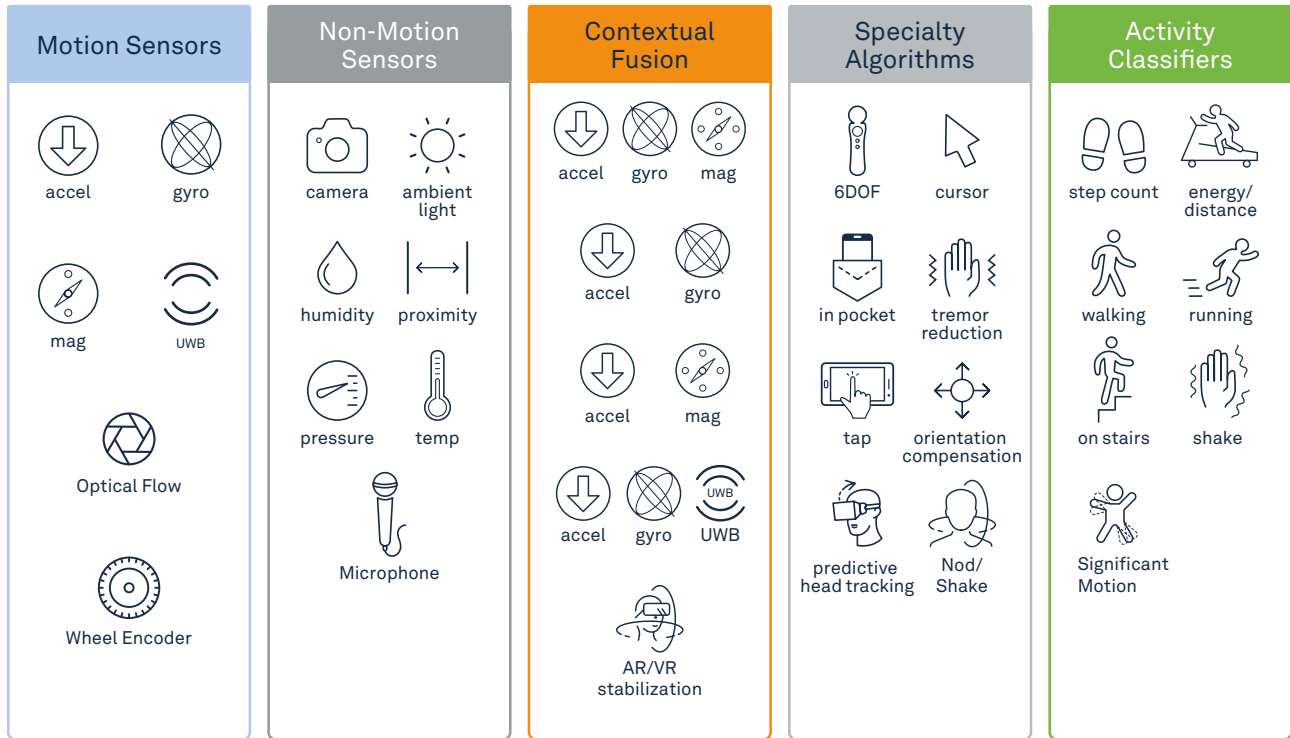 Motion Sensors
accel
gyro
mag
UWB
Optical Flow
Wheel Encoder
Non-Motion
Sensors
camera
ambient
light
humidity
proximity
pressure
temp
Microphone
Contextual
Fusion
accel
gyro
mag
accel
gyro
accel
mag
UWB
accel
gyro
UWB
AR/VR
stabilization
Specialty
Algorithms
6DOF
cursor
in pocket
tremor
reduction
tap
orientation
compensation
predictive
head tracking
Nod/
Shake
Activity
Classifiers
step count
energy/
distance
walking
running
on stairs
shake
Significant
Motion